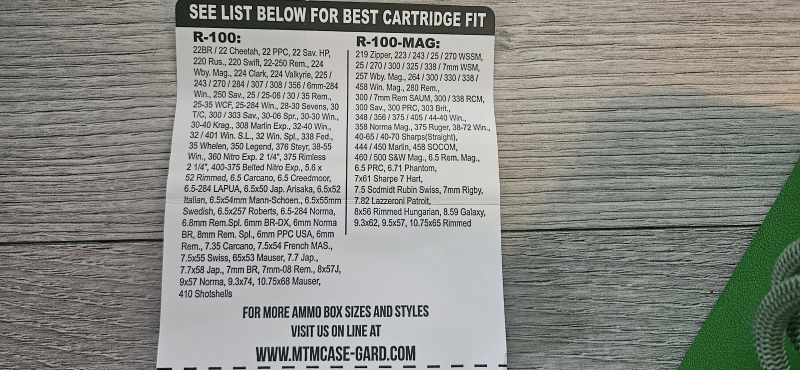 SEE LIST BELOW FOR BEST CARTRIDGE FIT
R-100:
22BR / 22 Cheetah, 22 PPC, 22 Sav. HP,
220 Rus., 220 Swift, 22-250 Rem., 224
Wby. Mag., 224 Clark, 224 Valkyrie, 225 /
243 / 270 / 284 / 307 / 308 / 356 / 6mm-284
Win., 250 Sav., 25 / 25-06 / 30 / 35 Rem.,
25-35 WCF, 25-284 Win., 28-30 Sevens, 30
T/C, 300 / 303 Sav., 30-06 Spr., 30-30 Win.,
30-40 Krag., 308 Marlin Exp., 32-40 Win.,
32 / 401 Win. S.L., 32 Win. Spl., 338 Fed.,
35 Whelen, 350 Legend, 376 Steyr, 38-55
Win., 360 Nitro Exp. 2 1/4", 375 Rimless
2 1/4", 400-375 Belted Nitro Exp., 5.6 x
52 Rimmed, 6.5 Carcano, 6.5 Creedmoor,
6.5-284 LAPUA, 6.5x50 Jap. Arisaka, 6.5x52
Italian, 6.5x54mm Mann-Schoen., 6.5x55mm
Swedish, 6.5x257 Roberts, 6.5-284 Norma,
6.8mm Rem.Spl. 6mm BR-DX, 6mm Norma
BR, 8mm Rem. Spl., 6mm PPC USA, 6mm
Rem., 7.35 Carcano, 7.5x54 French MAS.,
7.5x55 Swiss, 65x53 Mauser, 7.7 Jap.,
7.7x58 Jap., 7mm BR, 7mm-08 Rem., 8x57J,
9x57 Norma, 9.3x74, 10.75x68 Mauser,
410 Shotshells
R-100-MAG:
219 Zipper, 223 / 243 / 25 / 270 WSSM,
25 / 270 / 300 / 325 / 338 / 7mm WSM,
257 Wby. Mag., 264 / 300 / 330 / 338 /
458 Win. Mag., 280 Rem.,
300 / 7mm Rem SAUM, 300 / 338 RCM,
300 Sav., 300 PRC, 303 Brit.,
348 / 356 / 375 / 405 / 44-40 Win.,
358 Norma Mag., 375 Ruger, 38-72 Win.,
40-65 / 40-70 Sharps(Straight),
444 / 450 Marlin, 458 SOCOM,
460 / 500 S&W Mag., 6.5 Rem. Mag.,
6.5 PRC, 6.71 Phantom,
7x61 Sharpe 7 Hart,
7.5 Scdmidt Rubin Swiss, 7mm Rigby,
7.82 Lazzeroni Patroit,
8x56 Rimmed Hungarian, 8.59 Galaxy,
9.3x62, 9.5x57, 10.75x65 Rimmed
FOR MORE AMMO BOX SIZES AND STYLES
VISIT US ON LINE AT
WWW.MTMCASE-GARD.COM